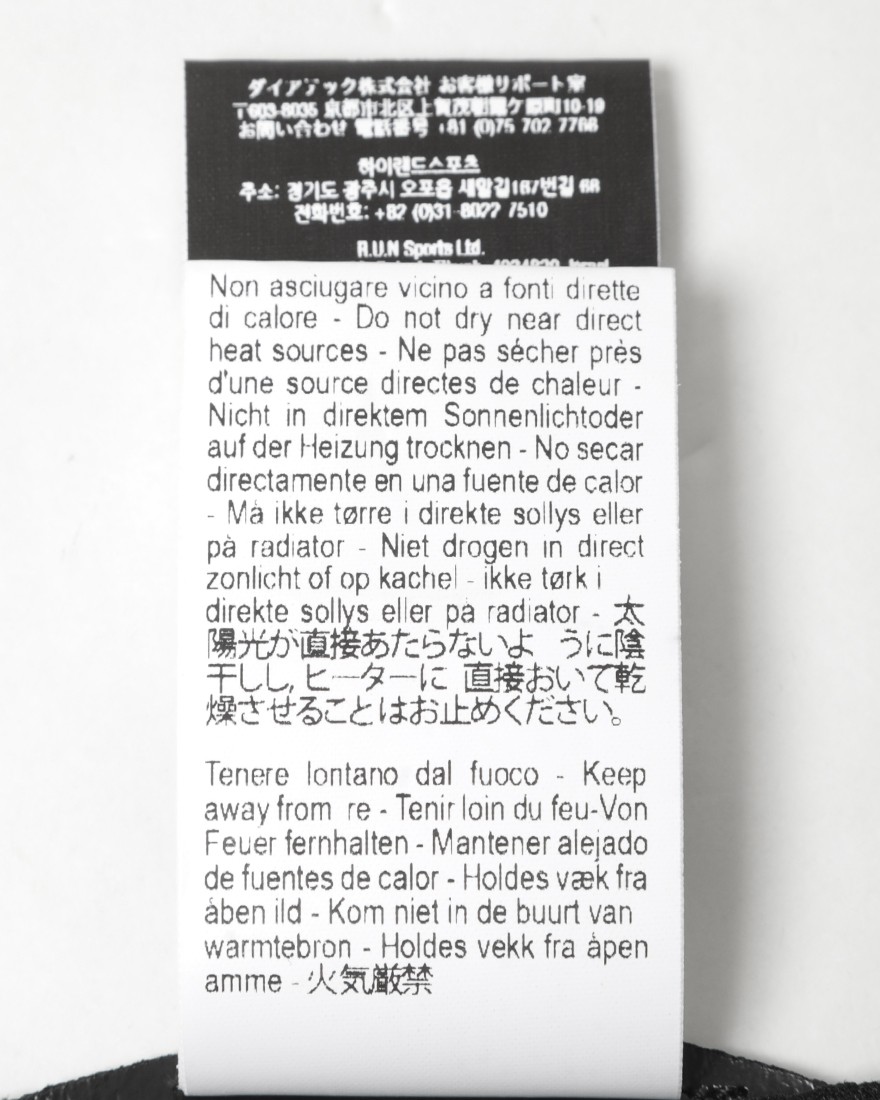 ダイアテック株式会社 お客様サポート室
〒603-8035 京都市北区上賀茂朝露ケ原町10-19
お問い合わせ 電話番号 +81 (0)75 702 7768
하이랜드스포츠
주소: 경기도 광주시 오포읍 새말길167번길 68
전화번호: +82 (0)31 8027 7510
R.U.N Sports Ltd.
Non asciugare vicino a fonti dirette
di calore - Do not dry near direct
heat sources - Ne pas sécher près
d'une source directes de chaleur -
Nicht in direktem Sonnenlichtoder
auf der Heizung trocknen - No secar
directamente en una fuente de calor
- Må ikke tørre i direkte sollys eller
på radiator - Niet drogen in direct
zonlicht of op kachel - ikke tørk i
direkte sollys eller på radiator - 太
陽光が直接あたらないよ うに陰
干しし, ヒーターに 直接おいて乾
燥させることはお止めください。
Tenere lontano dal fuoco - Keep
away from re - Tenir loin du feu-Von
Feuer fernhalten - Mantener alejado
de fuentes de calor - Holdes væk fra
åben ild - Kom niet in de buurt van
warmtebron - Holdes vekk fra åpen
amme - 火気厳禁